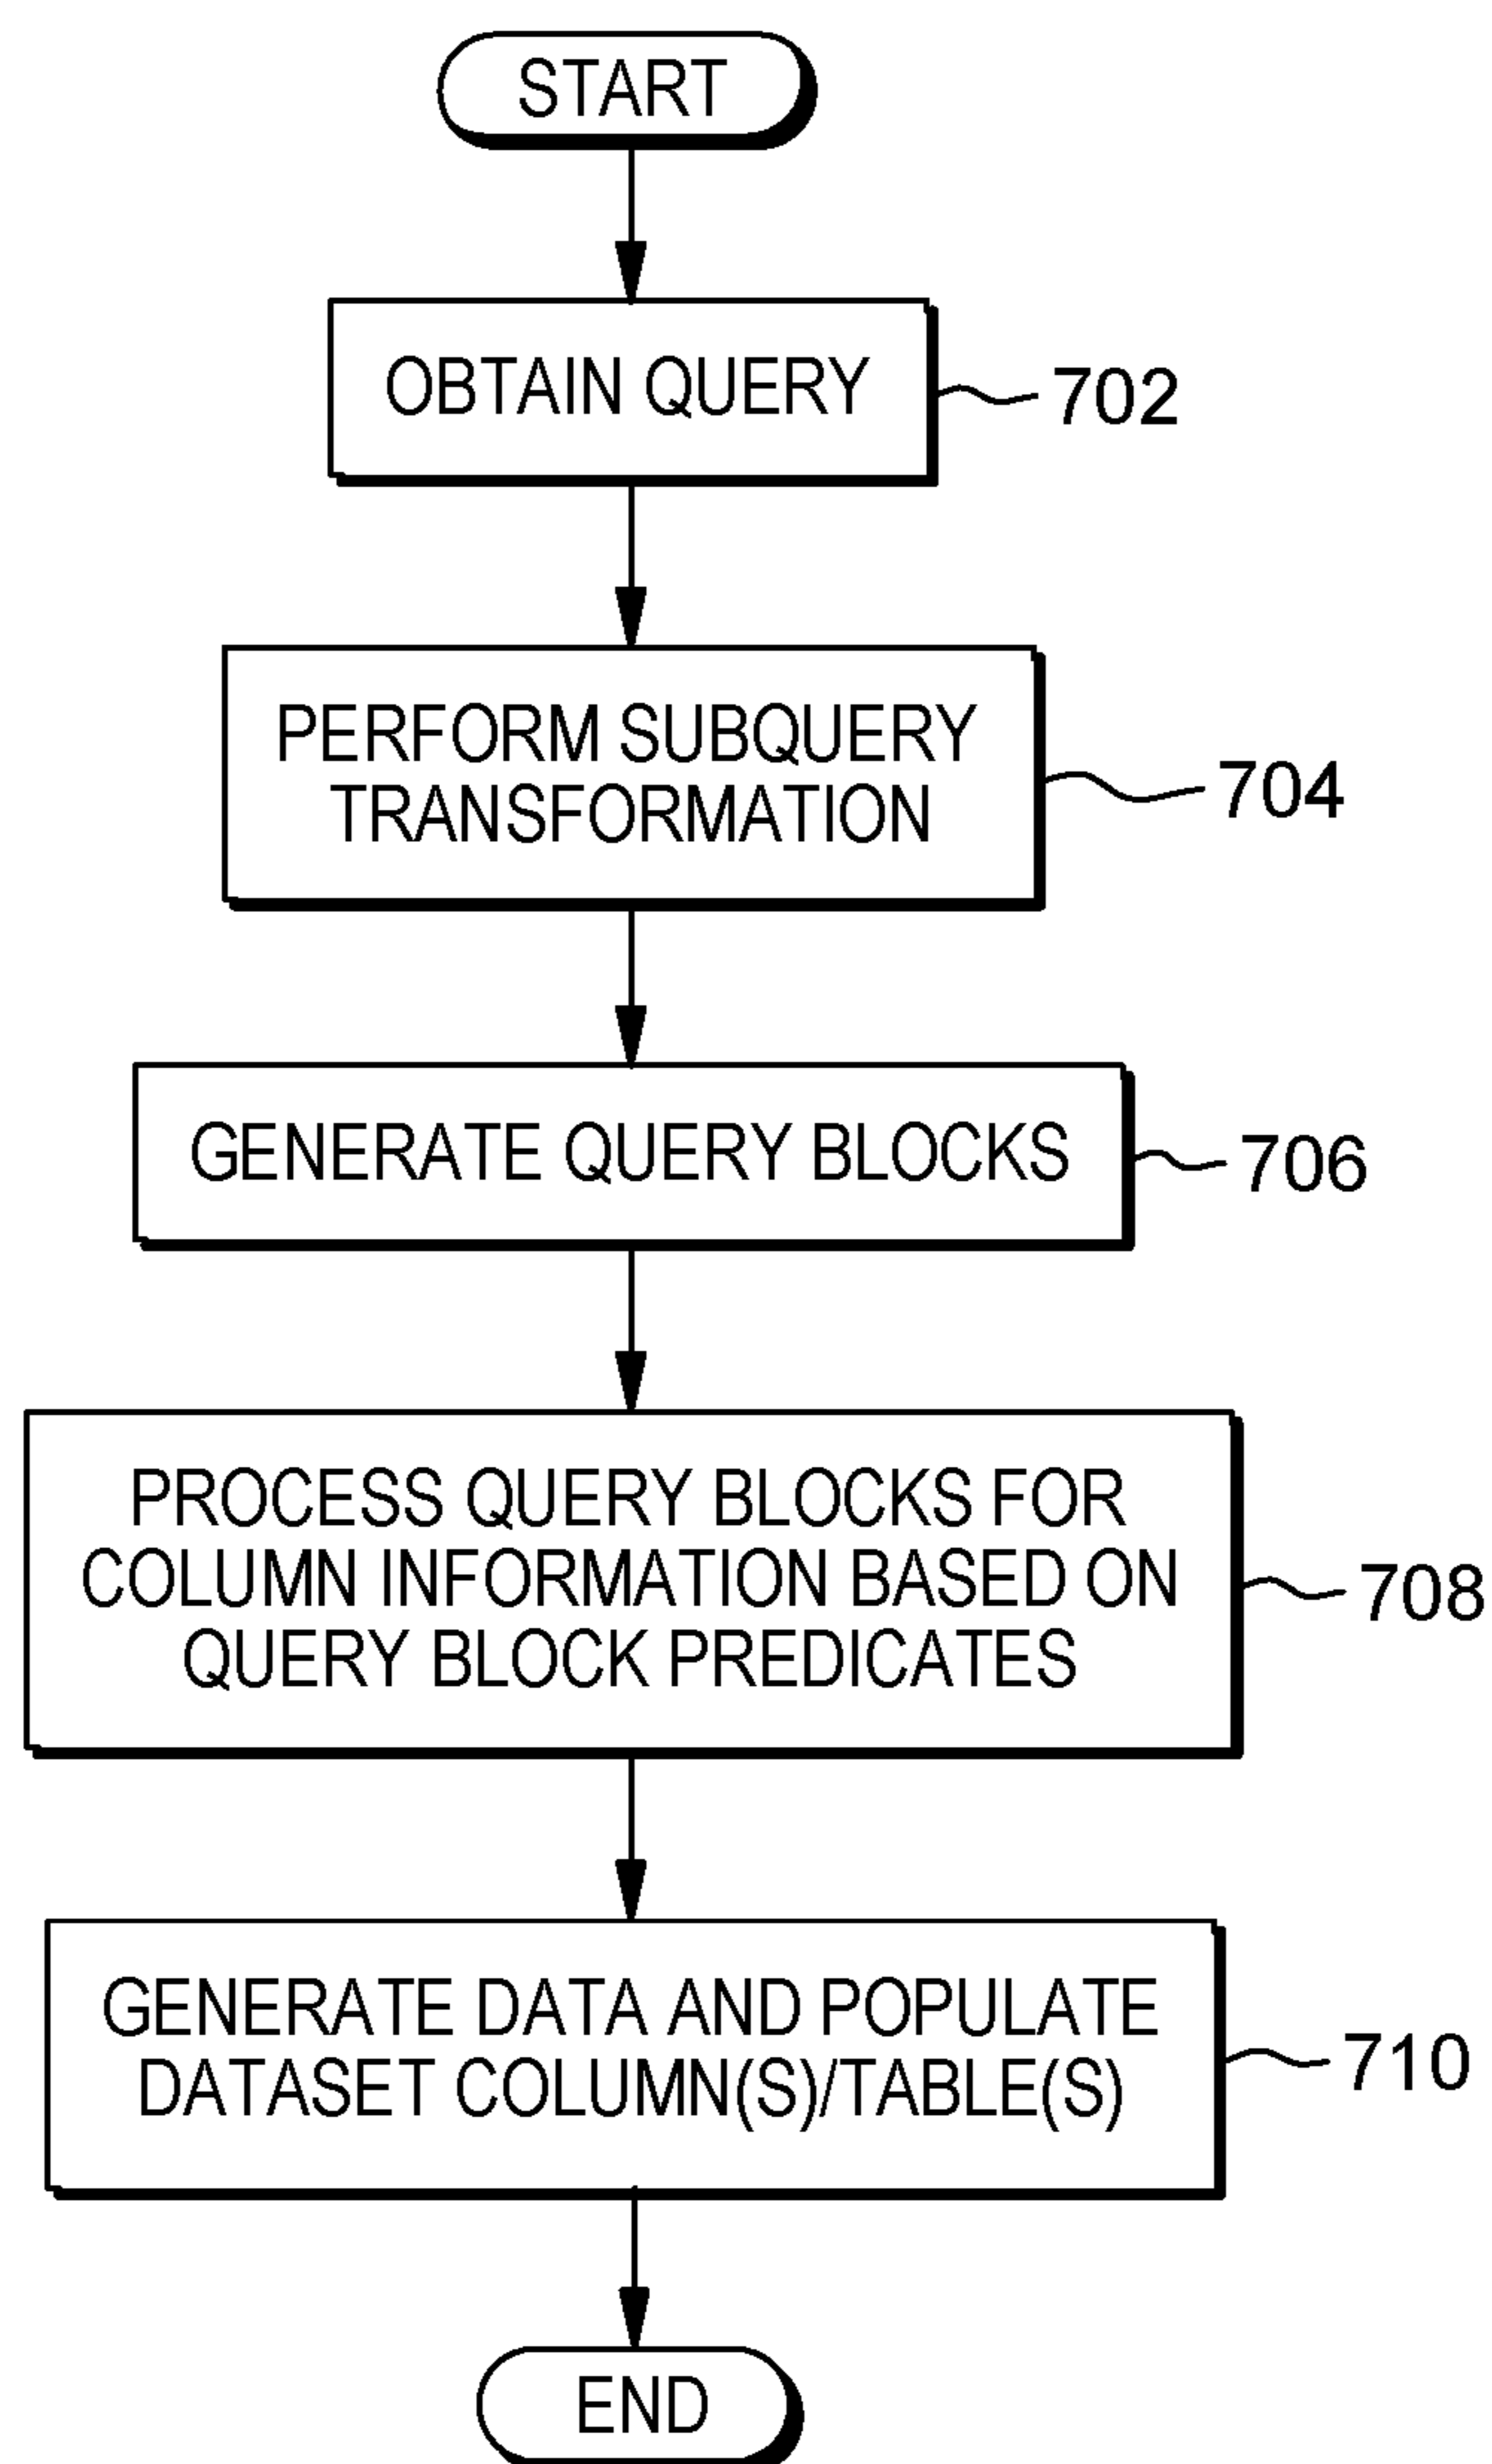 START
OBTAIN QUERY
702
PERFORM SUBQUERY
TRANSFORMATION
704
GENERATE QUERY BLOCKS
706
PROCESS QUERY BLOCKS FOR
COLUMN INFORMATION BASED ON
QUERY BLOCK PREDICATES
708
GENERATE DATA AND POPULATE
DATASET COLUMN(S)/TABLE(S)
710
END